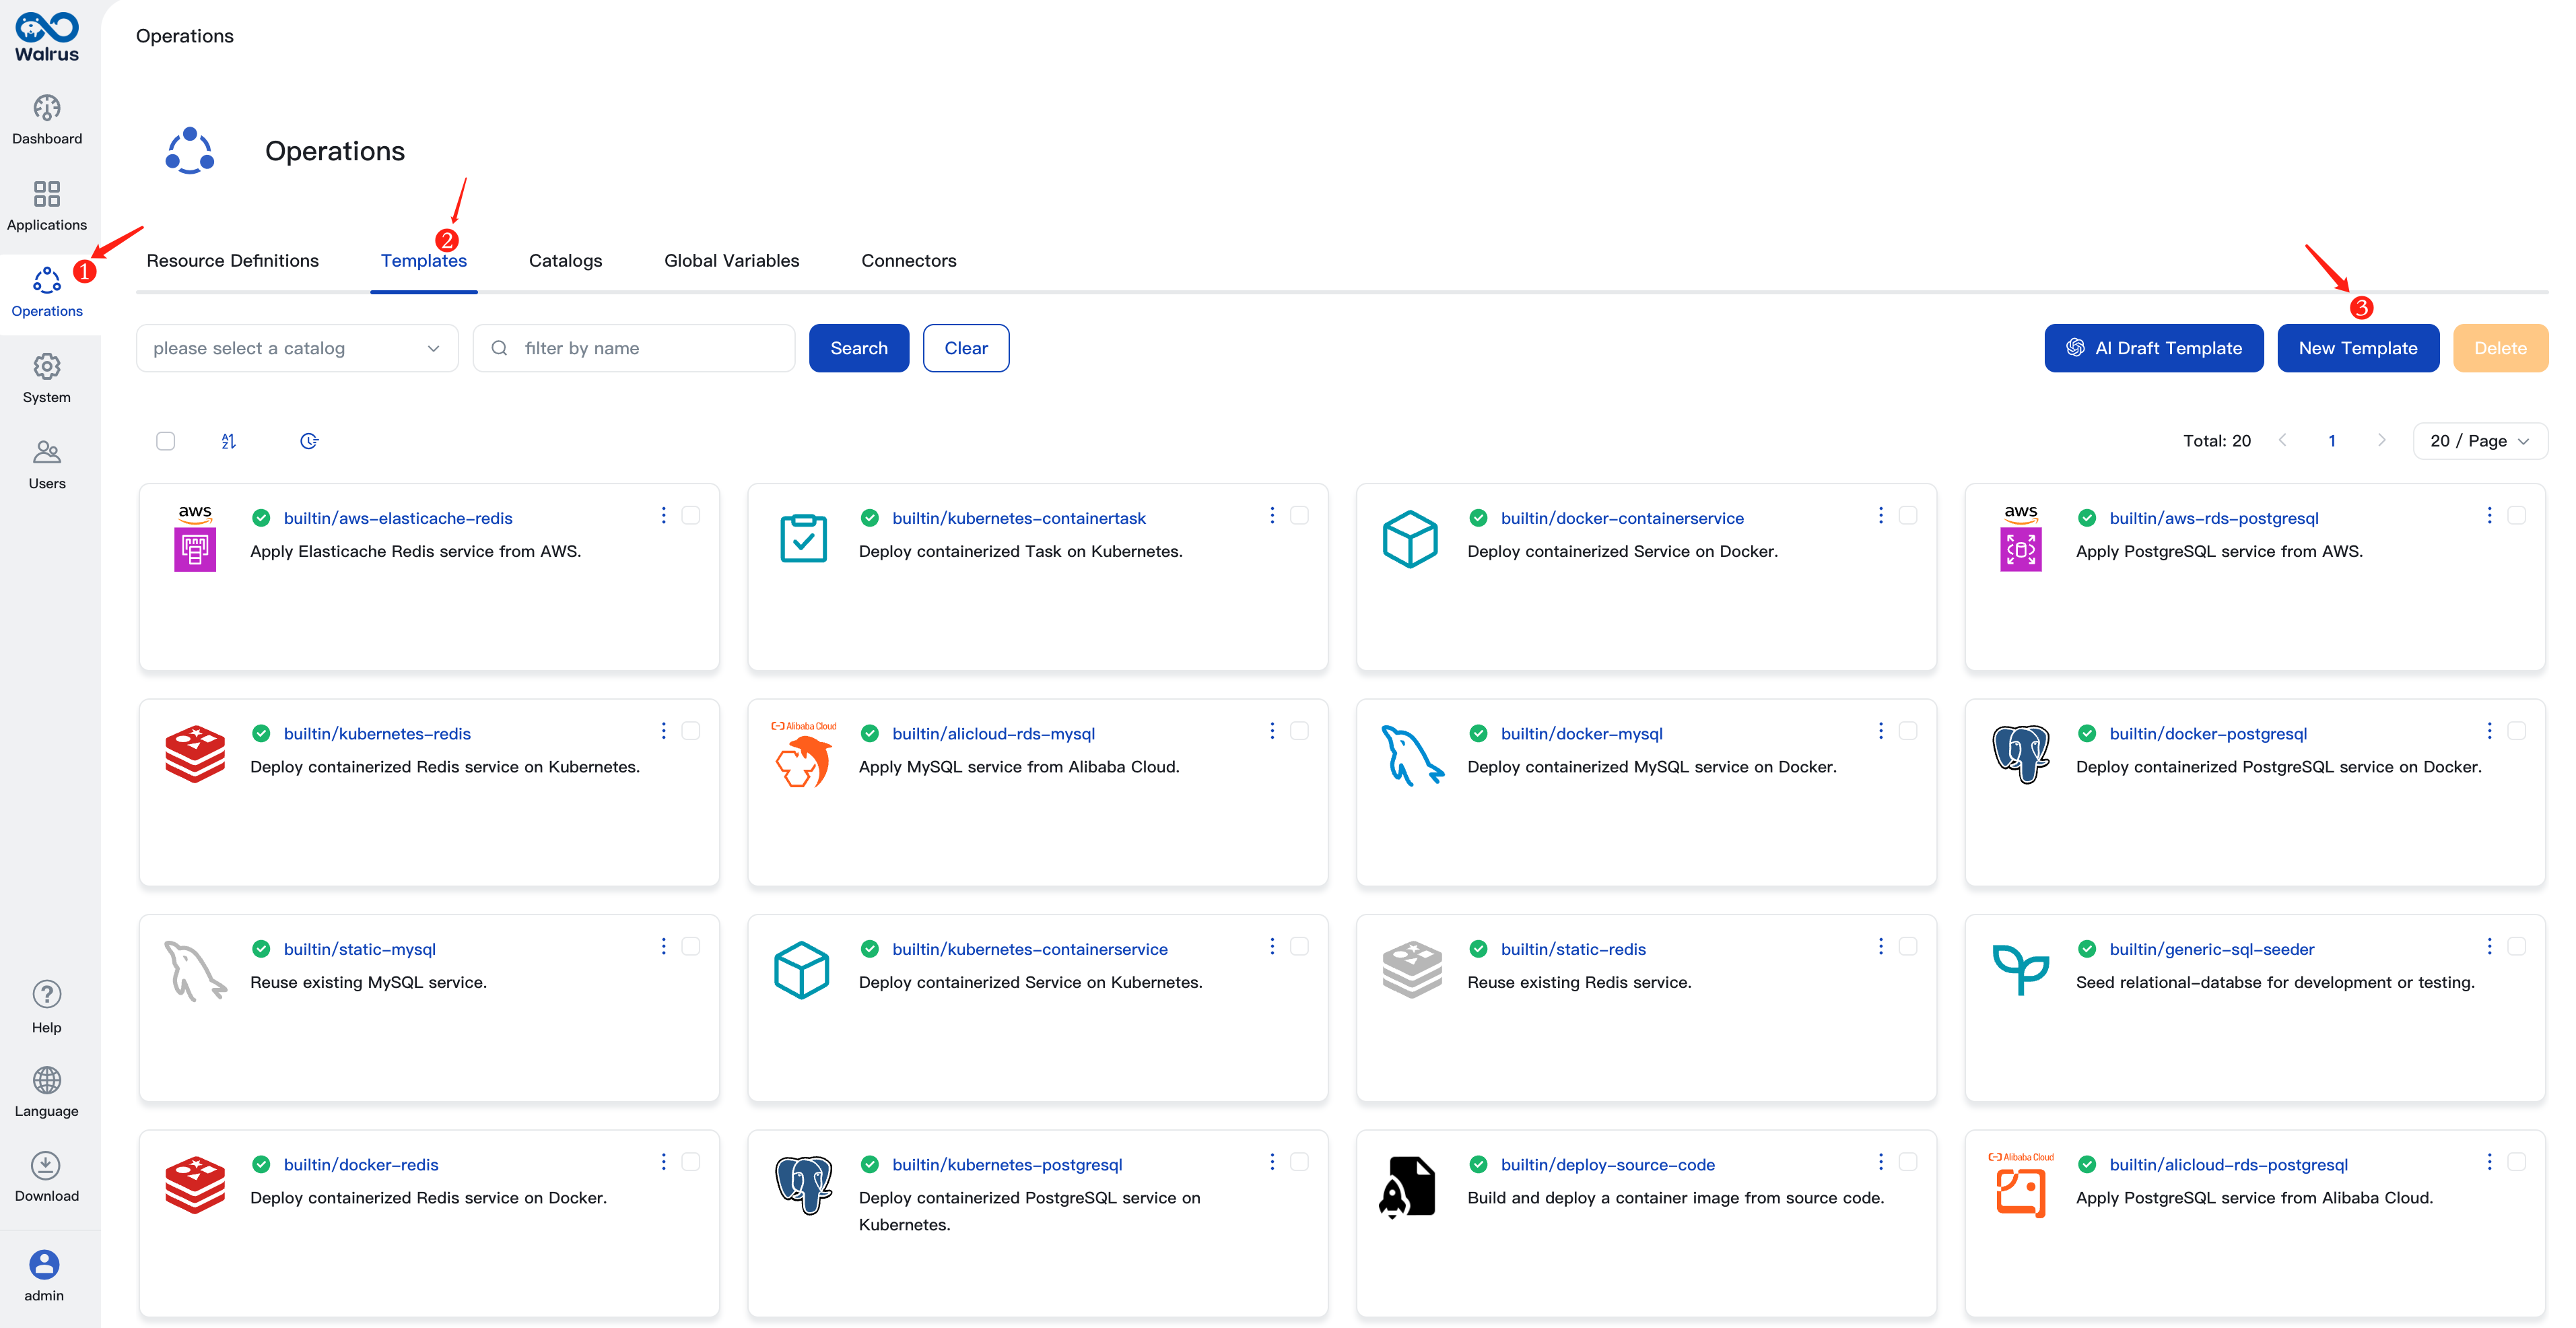 Walrus
Operations
Dashboard
Applications
1
Operations
System
Users
Help
Language
Download
admin
Operations
2
Resource Definitions
Templates
Catalogs
Global Variables
Connectors
3
please select a catalog
filter by name
Search
Clear
AI Draft Template
New Template
Delete
Total: 20
1
20 / Page
aws
builtin/aws-elasticache-redis
Apply Elasticache Redis service from AWS.
builtin/kubernetes-containertask
Deploy containerized Task on Kubernetes.
builtin/docker-containerservice
Deploy containerized Service on Docker.
aws
builtin/aws-rds-postgresql
Apply PostgreSQL service from AWS.
builtin/kubernetes-redis
Deploy containerized Redis service on Kubernetes.
Alibaba Cloud
builtin/alicloud-rds-mysql
Apply MySQL service from Alibaba Cloud.
builtin/docker-mysql
Deploy containerized MySQL service on Docker.
builtin/docker-postgresql
Deploy containerized PostgreSQL service on Docker.
builtin/static-mysql
Reuse existing MySQL service.
builtin/kubernetes-containerservice
Deploy containerized Service on Kubernetes.
builtin/static-redis
Reuse existing Redis service.
builtin/generic-sql-seeder
Seed relational-databse for development or testing.
builtin/docker-redis
Deploy containerized Redis service on Docker.
builtin/kubernetes-postgresql
Deploy containerized PostgreSQL service on
Kubernetes.
builtin/deploy-source-code
Build and deploy a container image from source code.
Alibaba Cloud
builtin/alicloud-rds-postgresql
Apply PostgreSQL service from Alibaba Cloud.